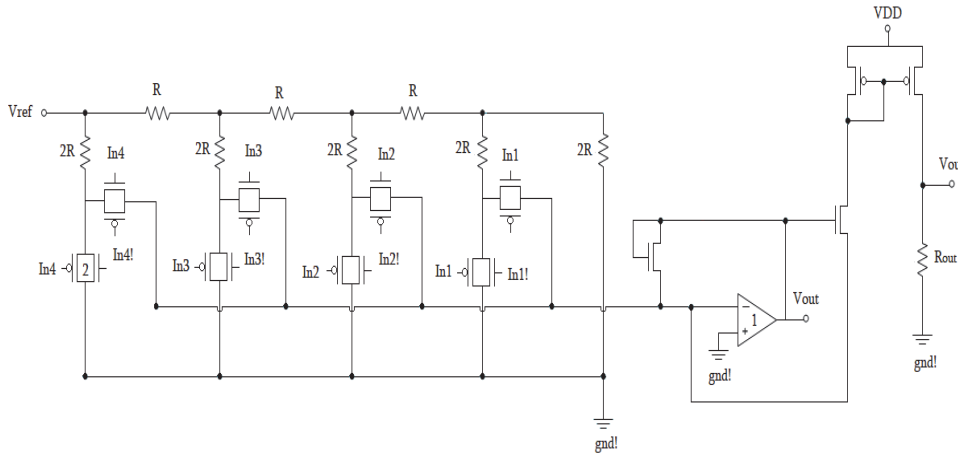 VDD
R
R
R
Vref
2R
In4
2R
In3
2R
In2
2R
In1
2R
Vou
In4
2
In4!
In3
In3!
In2
In2!
In1
In1!
Rout
Vout
−
+
1
gnd!
gnd!
gnd!